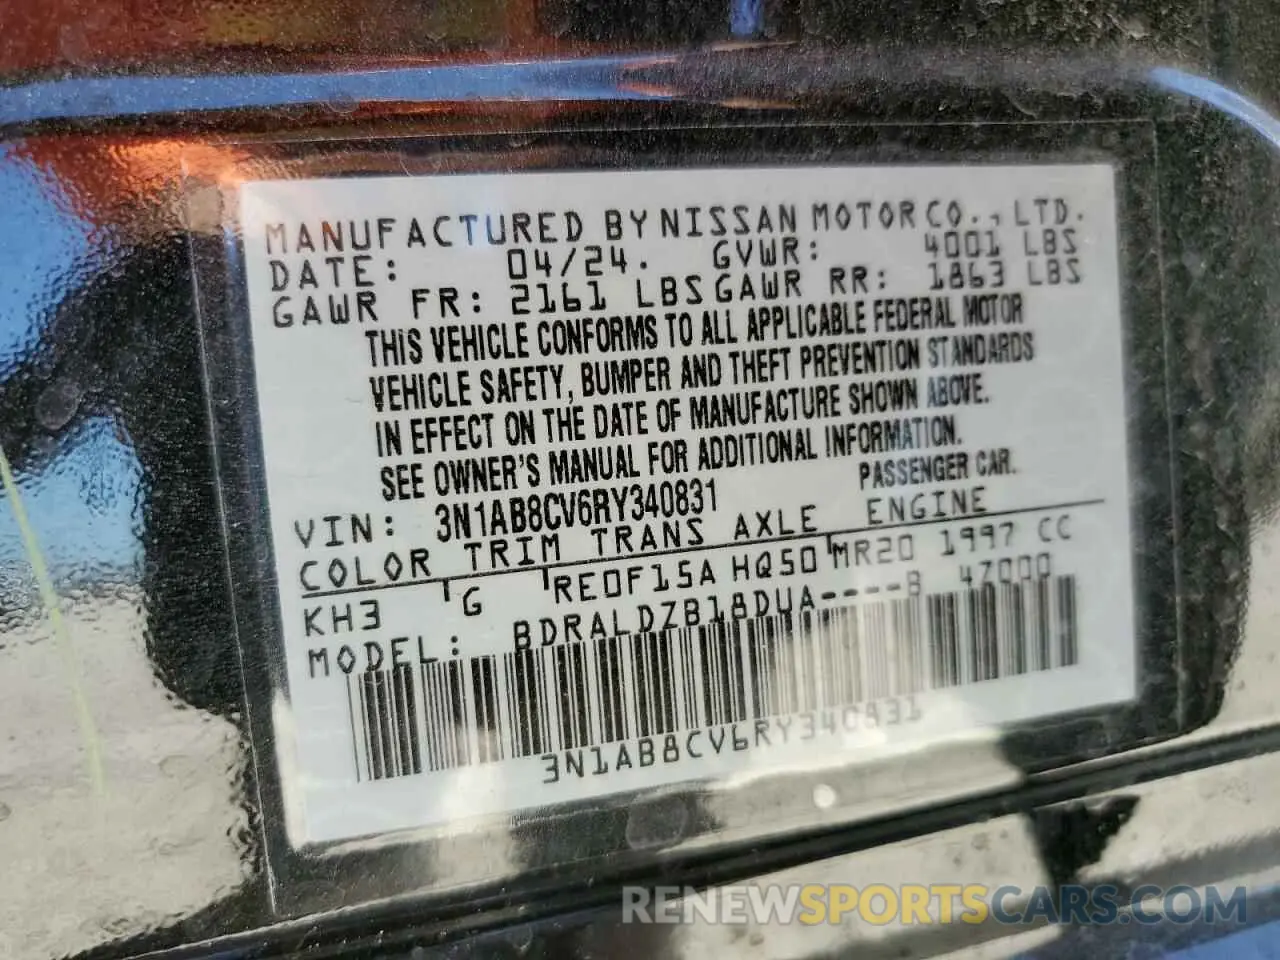 MANUFACTURED BY NISSAN MOTOR CO., LTD.
DATE: 04/24. GVWR: 4001 LBS
GAWR FR: 2161 LBS GAWR RR: 1863 LBS
THIS VEHICLE CONFORMS TO ALL APPLICABLE FEDERAL MOTOR
VEHICLE SAFETY, BUMPER AND THEFT PREVENTION STANDARDS
IN EFFECT ON THE DATE OF MANUFACTURE SHOWN ABOVE.
SEE OWNER'S MANUAL FOR ADDITIONAL INFORMATION.
VIN: 3N1AB8CV6RY340831 PASSENGER CAR.
COLOR TRIM TRANS AXLE ENGINE
KH3 G RE0F15A HQ50 MR20 1997 CC
MODEL: BDRALDZB18DUA----B 47000
3N1AB8CV6RY340831
RENEWSPORTSCARS.COM